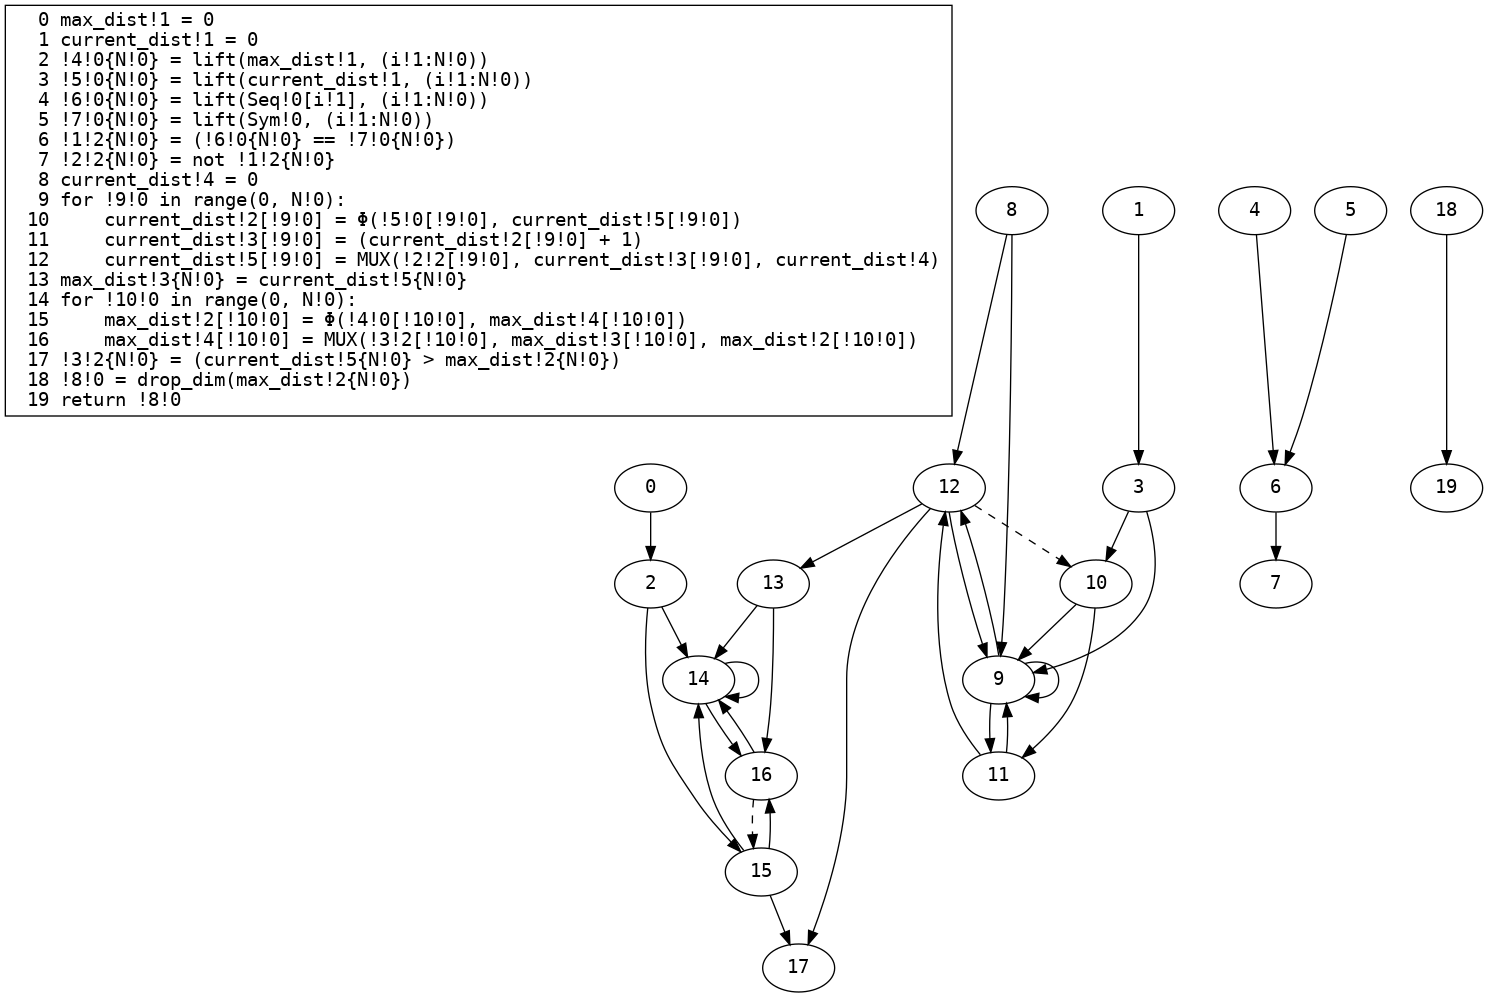 0 max_dist!1 = 0
1 current_dist!1 = 0
2 !4!0{N!0} = lift(max_dist!1, (i!1:N!0))
3 !5!0{N!0} = lift(current_dist!1, (i!1:N!0))
4 !6!0{N!0} = lift(Seq!0[i!1], (i!1:N!0))
5 !7!0{N!0} = lift(Sym!0, (i!1:N!0))
6 !1!2{N!0} = (!6!0{N!0} == !7!0{N!0})
7 !2!2{N!0} = not !1!2{N!0}
8 current_dist!4 = 0
9 for !9!0 in range(0, N!0):
10     current_dist!2[!9!0] = Φ(!5!0[!9!0], current_dist!5[!9!0])
11     current_dist!3[!9!0] = (current_dist!2[!9!0] + 1)
12     current_dist!5[!9!0] = MUX(!2!2[!9!0], current_dist!3[!9!0], current_dist!4)
13 max_dist!3{N!0} = current_dist!5{N!0}
14 for !10!0 in range(0, N!0):
15     max_dist!2[!10!0] = Φ(!4!0[!10!0], max_dist!4[!10!0])
16     max_dist!4[!10!0] = MUX(!3!2[!10!0], max_dist!3[!10!0], max_dist!2[!10!0])
17 !3!2{N!0} = (current_dist!5{N!0} > max_dist!2{N!0})
18 !8!0 = drop_dim(max_dist!2{N!0})
19 return !8!0
8 1 4 5 18
0 12 3 6 19
2 13 10 7
14 9
16 11
15
17